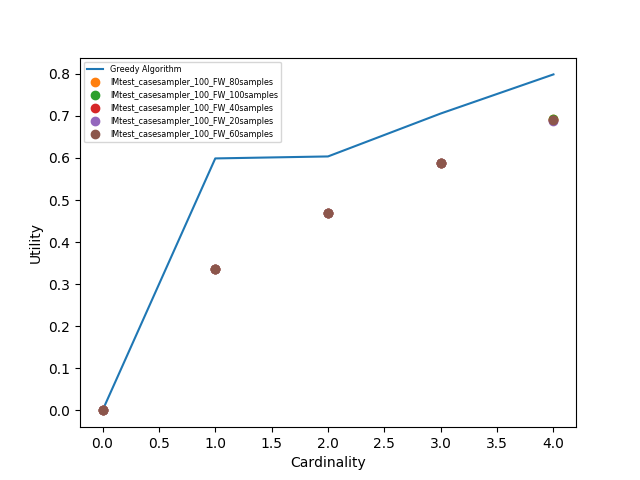 Greedy Algorithm
IMtest_casesampler_100_FW_80samples
IMtest_casesampler_100_FW_100samples
IMtest_casesampler_100_FW_40samples
IMtest_casesampler_100_FW_20samples
IMtest_casesampler_100_FW_60samples
0.8
0.7
0.6
0.5
0.4
0.3
0.2
0.1
0.0
Utility
0.0 0.5 1.0 1.5 2.0 2.5 3.0 3.5 4.0
Cardinality